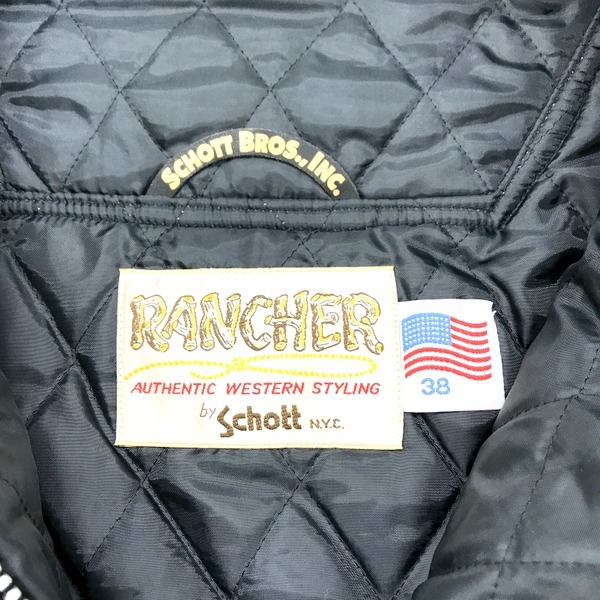 SCHOTT BROS., INC.
RANCHER
AUTHENTIC WESTERN STYLING
by Schott N.Y.C.
38